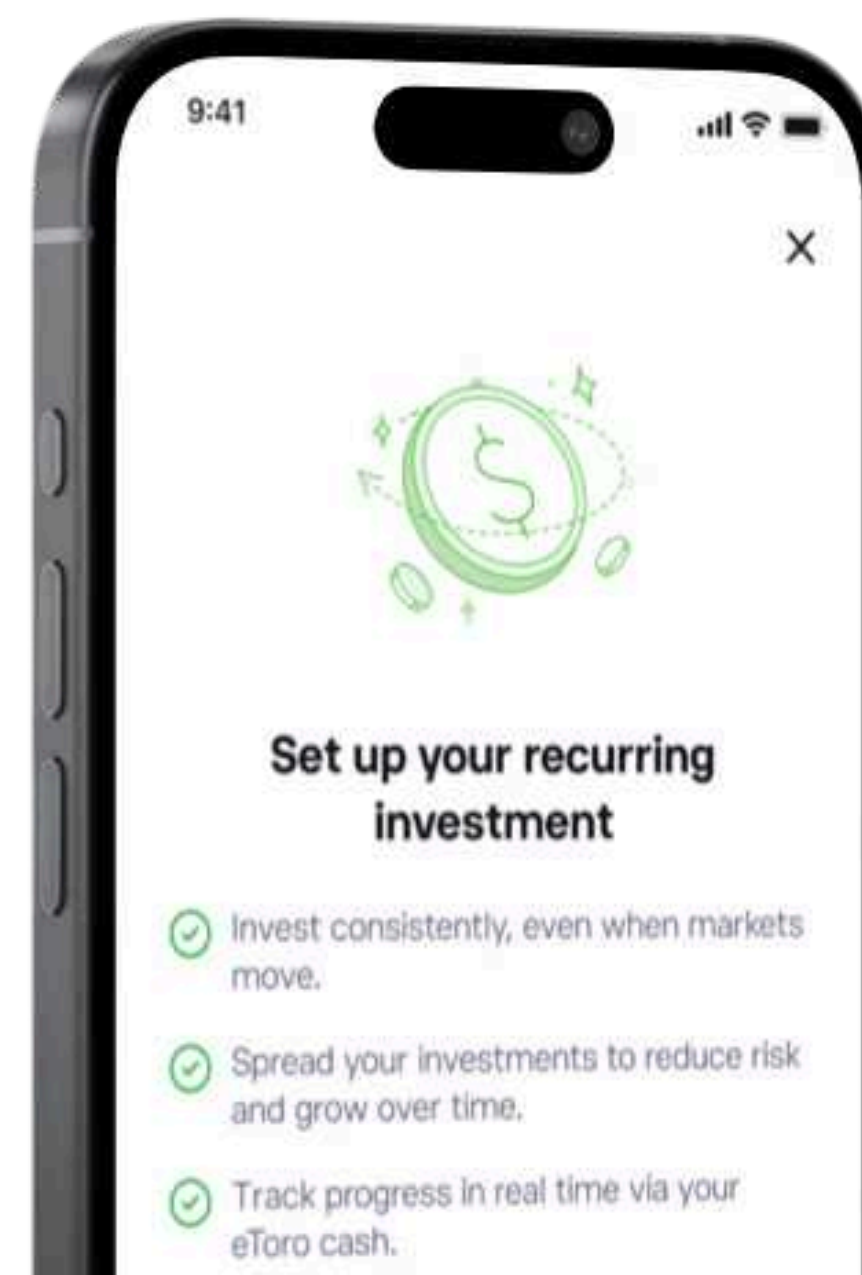 9:41
Set up your recurring
investment
Invest consistently, even when markets
move.
Spread your investments to reduce risk
and grow over time.
Track progress in real time via your
eToro cash.